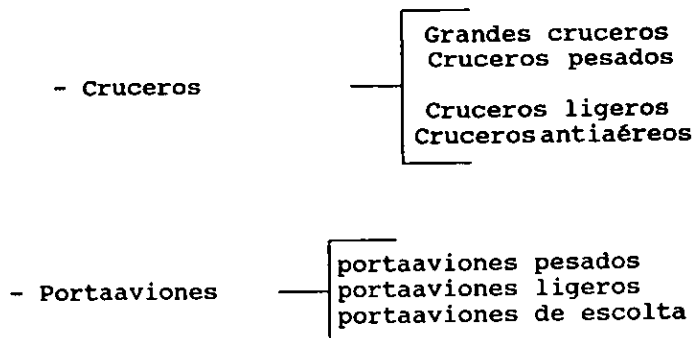 Grandes cruceros
Cruceros pesados
- Cruceros
Cruceros ligeros
Cruceros antiaéreos
portaaviones pesados
- Portaaviones portaaviones ligeros
portaaviones de escolta